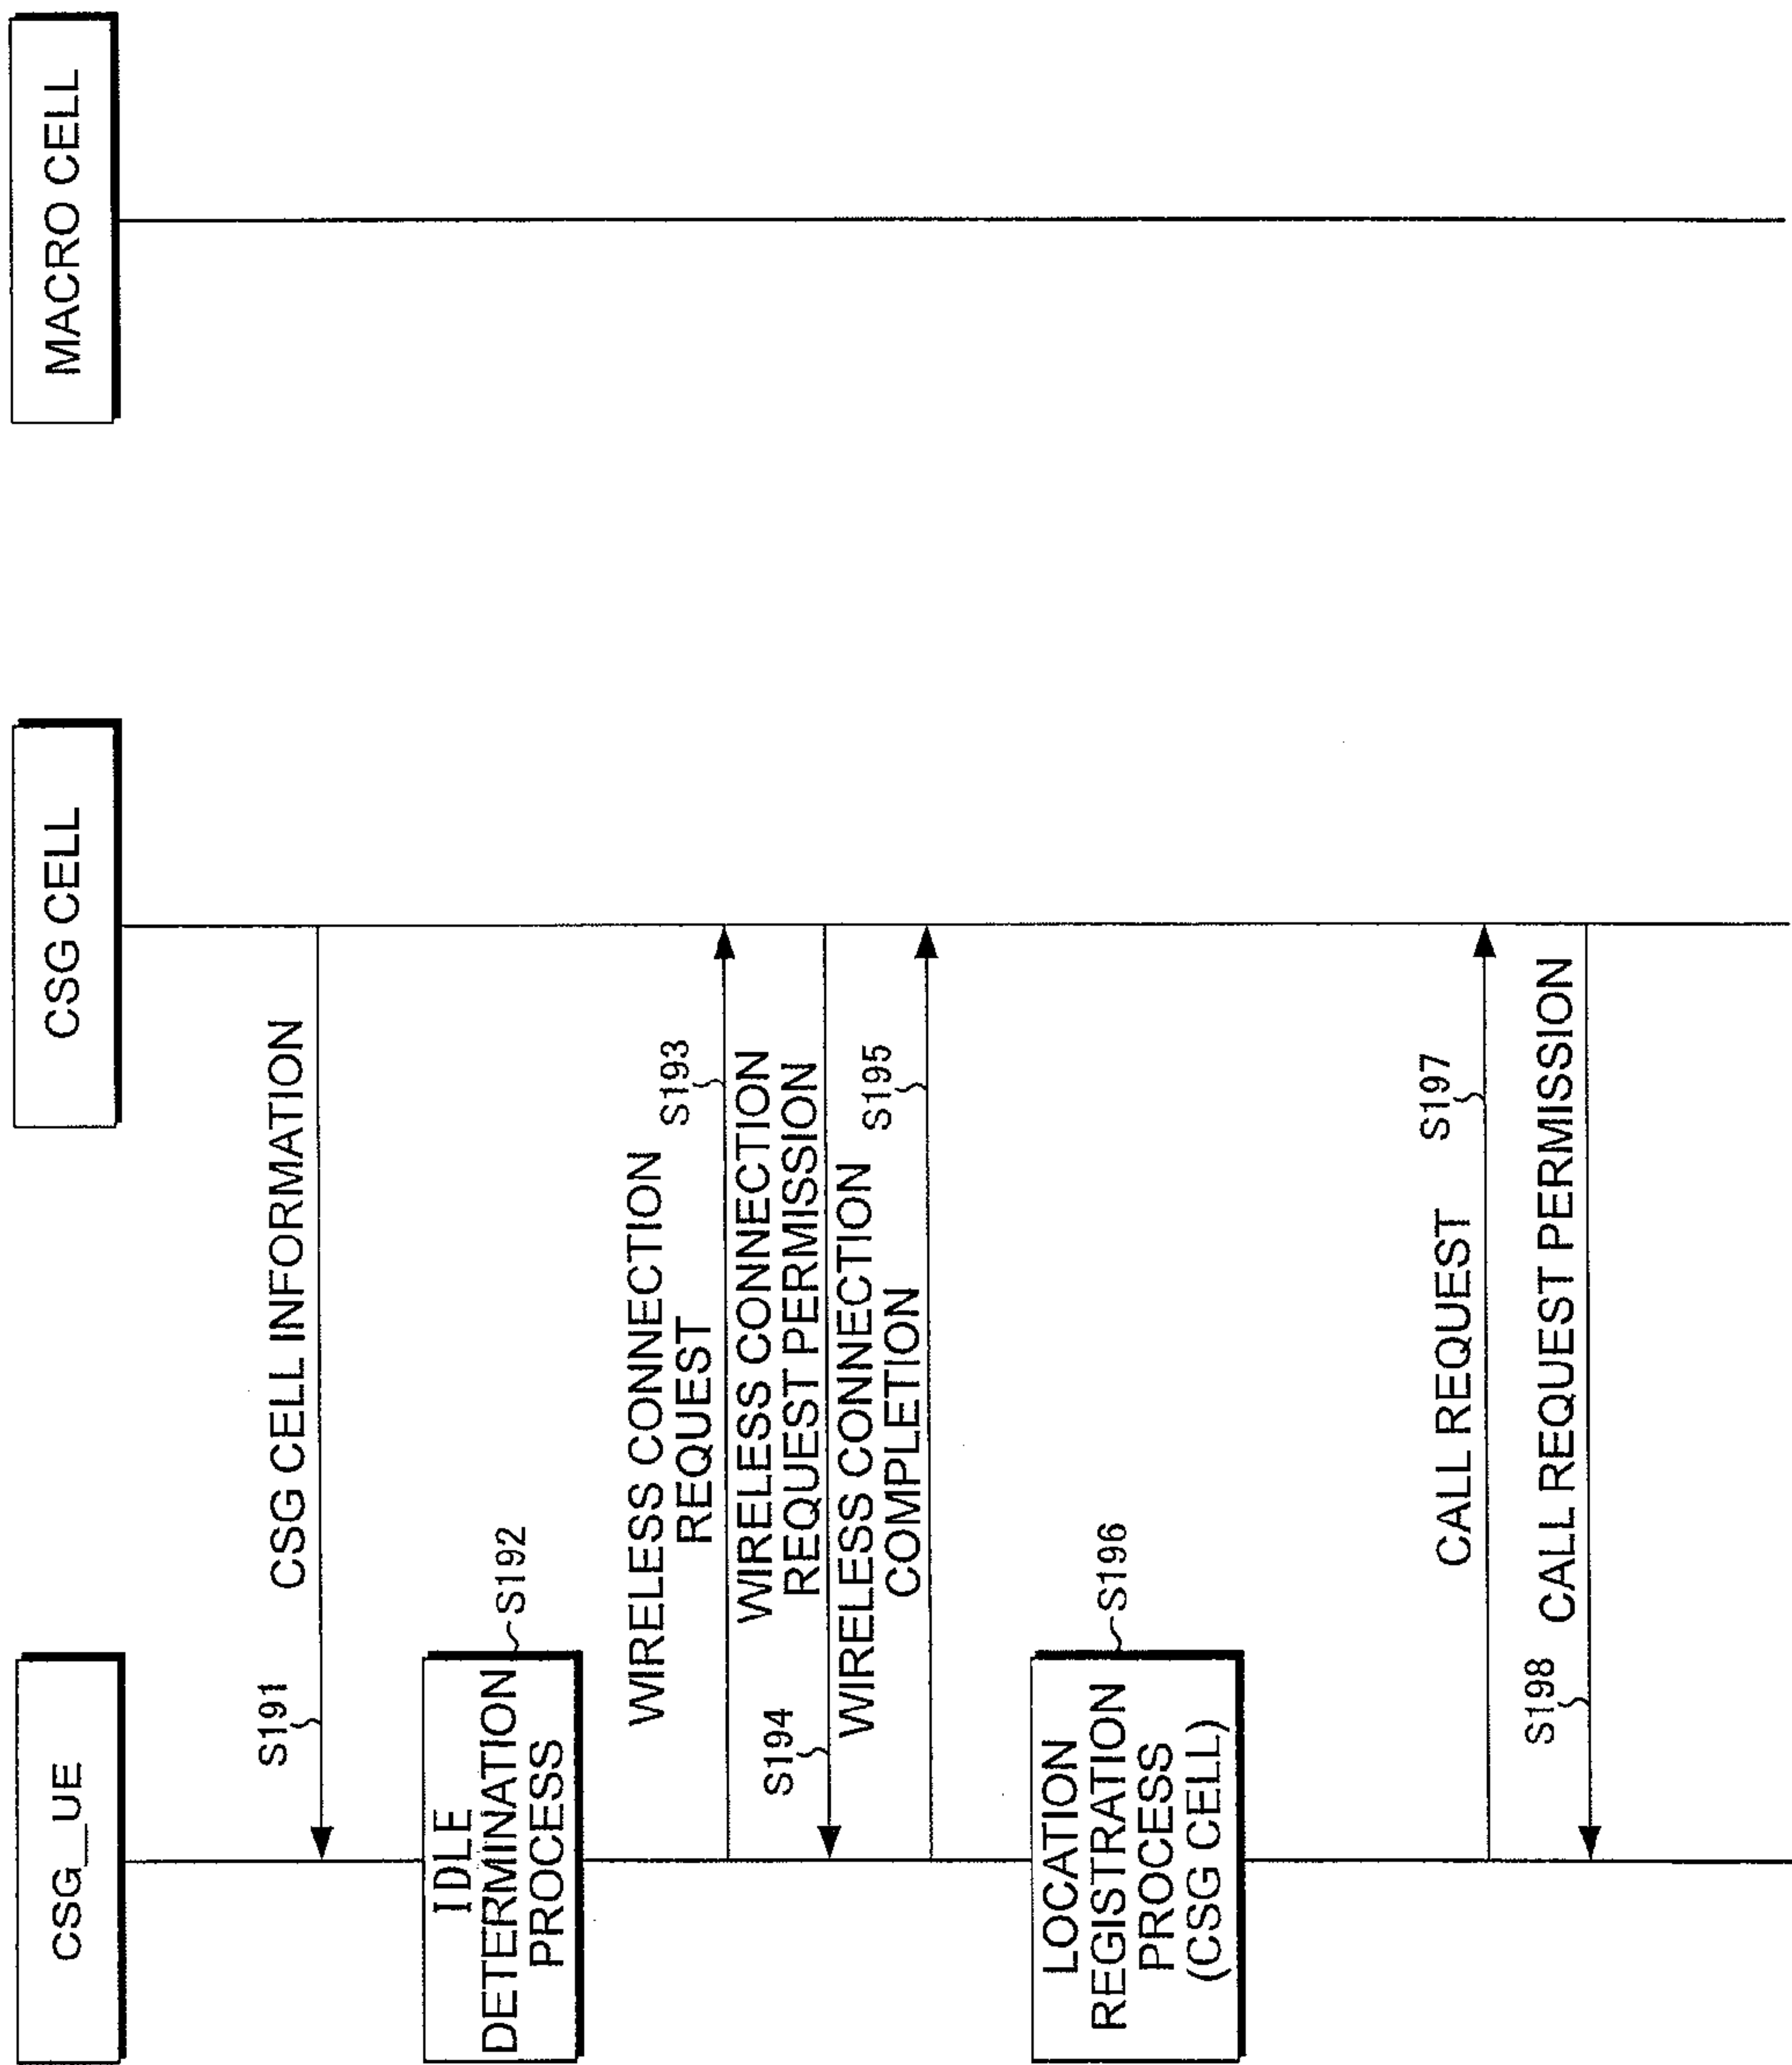 CSG_UE
CSG CELL
MACRO CELL
S191
CSG CELL INFORMATION
IDLE
DETERMINATION
PROCESS
S192
WIRELESS CONNECTION
REQUEST
S193
WIRELESS CONNECTION
REQUEST PERMISSION
S194
WIRELESS CONNECTION
COMPLETION
S195
LOCATION
REGISTRATION
PROCESS
(CSG CELL)
S196
CALL REQUEST
S197
S198
CALL REQUEST PERMISSION